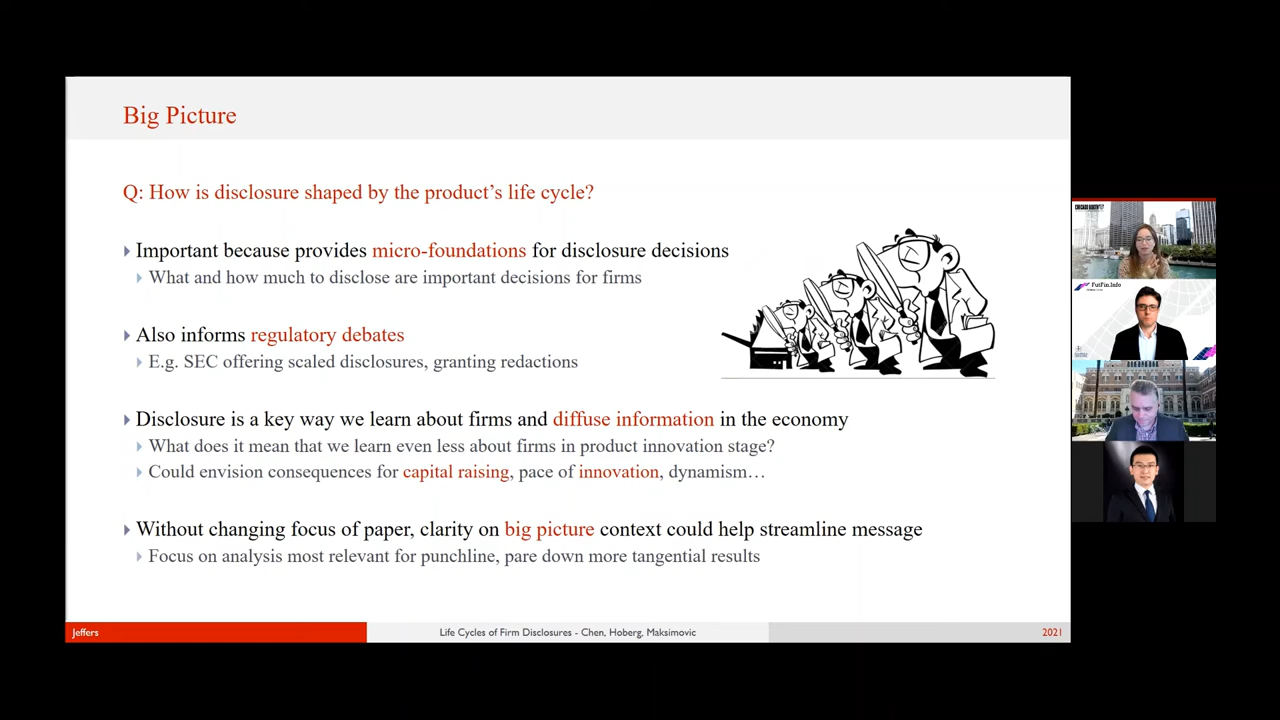 Big Picture
Q: How is disclosure shaped by the product's life cycle?
Important because provides micro-foundations for disclosure decisions
What and how much to disclose are important decisions for firms
Also informs regulatory debates
E.g. SEC offering scaled disclosures, granting redactions
Disclosure is a key way we learn about firms and diffuse information in the economy
What does it mean that we learn even less about firms in product innovation stage?
Could envision consequences for capital raising, pace of innovation, dynamism…
Without changing focus of paper, clarity on big picture context could help streamline message
Focus on analysis most relevant for punchline, pare down more tangential results
Jeffers
Life Cycles of Firm Disclosures - Chen, Hoberg, Maksimovic
2021
CHICAGO BOOTH
FutFin.Info